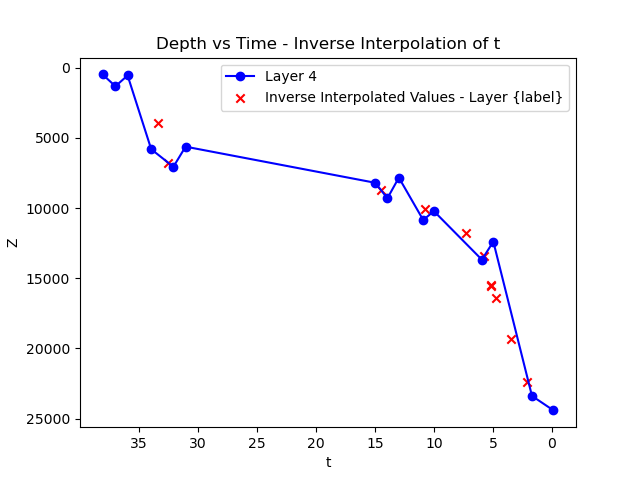 Depth vs Time - Inverse Interpolation of t
Layer 4
Inverse Interpolated Values - Layer {label}
0
5000
10000
15000
20000
25000
Z
35 30 25 20 15 10 5 0
t